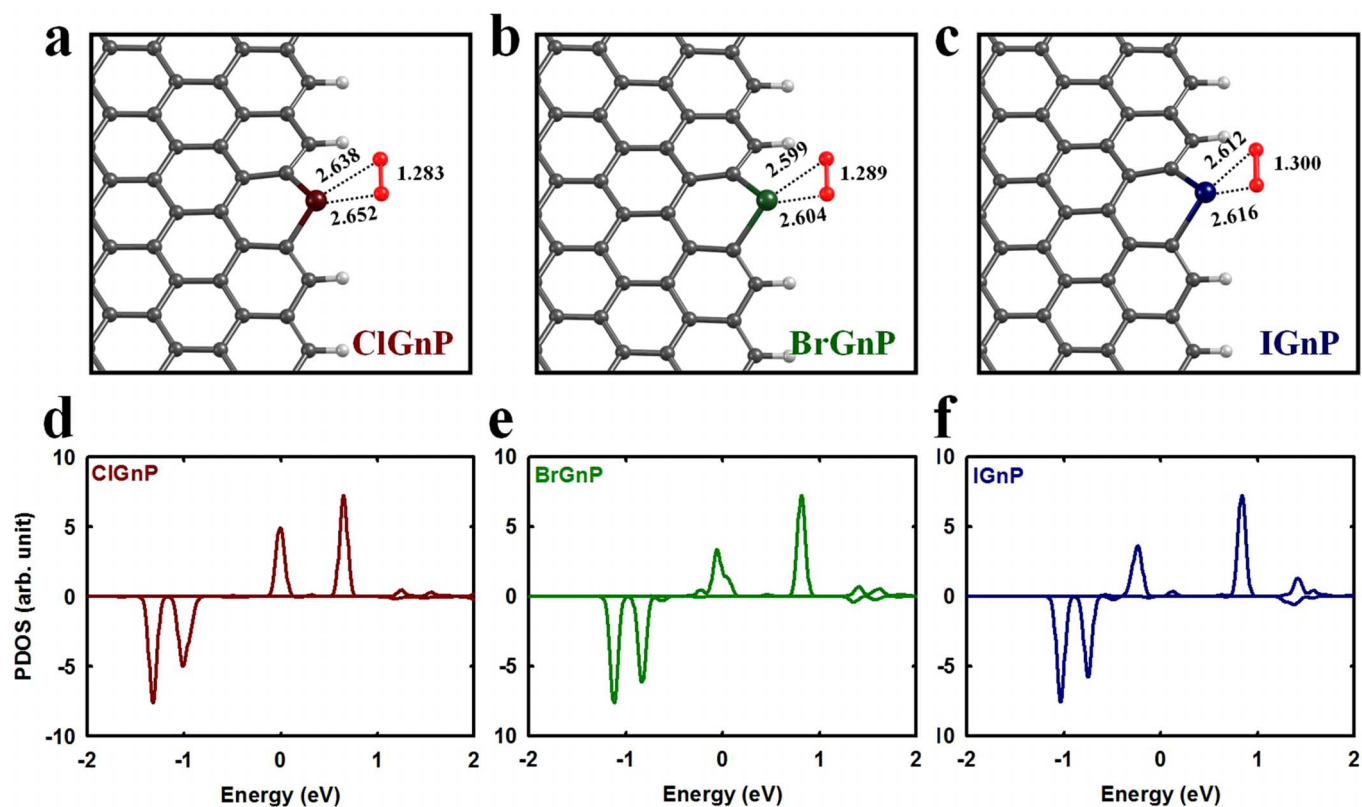 a
b
c
2.638
1.283
2.652
ClGnP
2.599
1.289
2.604
BrGnP
2.612
1.300
2.616
IGnP
d
e
f
10
5
0
-5
-10
PDOS (arb. unit)
ClGnP
-2 -1 0 1 2
Energy (eV)
10
5
0
-5
10
BrGnP
-2 -1 0 1 2
Energy (eV)
I0
5
0
-5
I0
IGnP
-2 -1 0 1 2
Energy (eV)